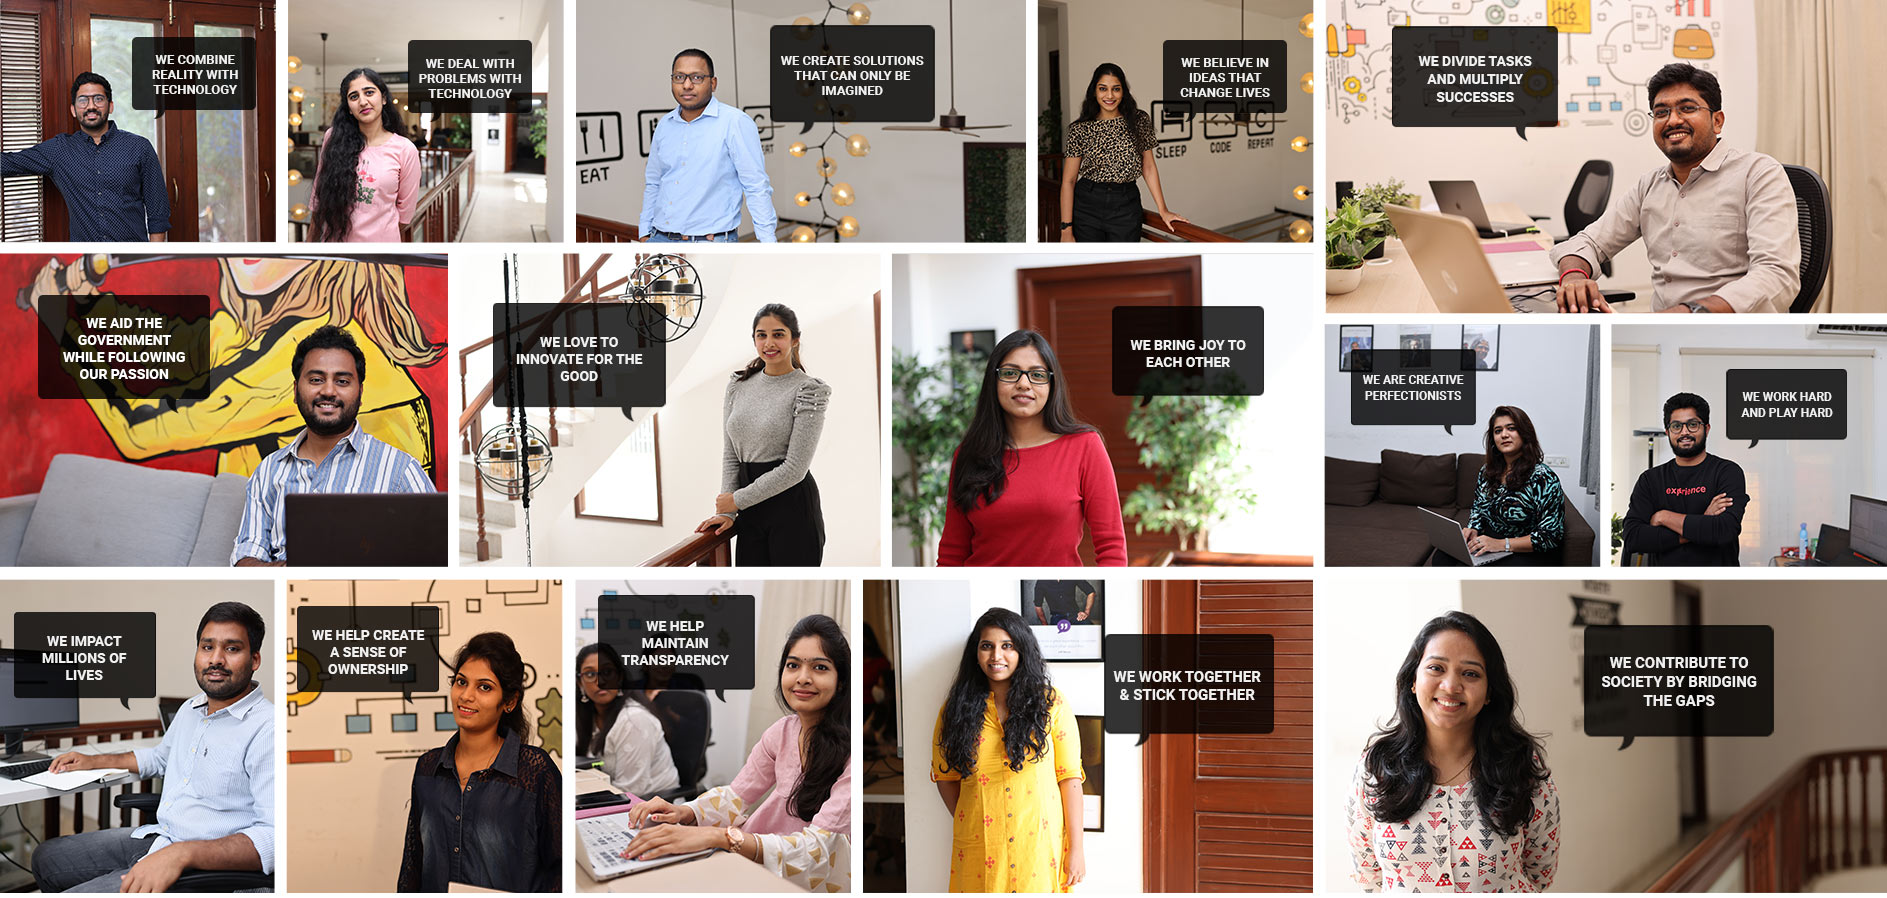 WE COMBINE
REALITY WITH
TECHNOLOGY
WE DEAL WITH
PROBLEMS WITH
TECHNOLOGY
WE CREATE SOLUTIONS
THAT CAN ONLY BE
IMAGINED
EAT
WE BELIEVE IN
IDEAS THAT
CHANGE LIVES
SLEEP
CODE
REPEAT
WE DIVIDE TASKS
AND MULTIPLY
SUCCESSES
WE AID THE
GOVERNMENT
WHILE FOLLOWING
OUR PASSION
WE LOVE TO
INNOVATE FOR THE
GOOD
WE BRING JOY TO
EACH OTHER
WE ARE CREATIVE
PERFECTIONISTS
WE WORK HARD
AND PLAY HARD
WE IMPACT
MILLIONS OF
LIVES
WE HELP CREATE
A SENSE OF
OWNERSHIP
WE HELP
MAINTAIN
TRANSPARENCY
WE WORK TOGETHER
& STICK TOGETHER
WE CONTRIBUTE TO
SOCIETY BY BRIDGING
THE GAPS